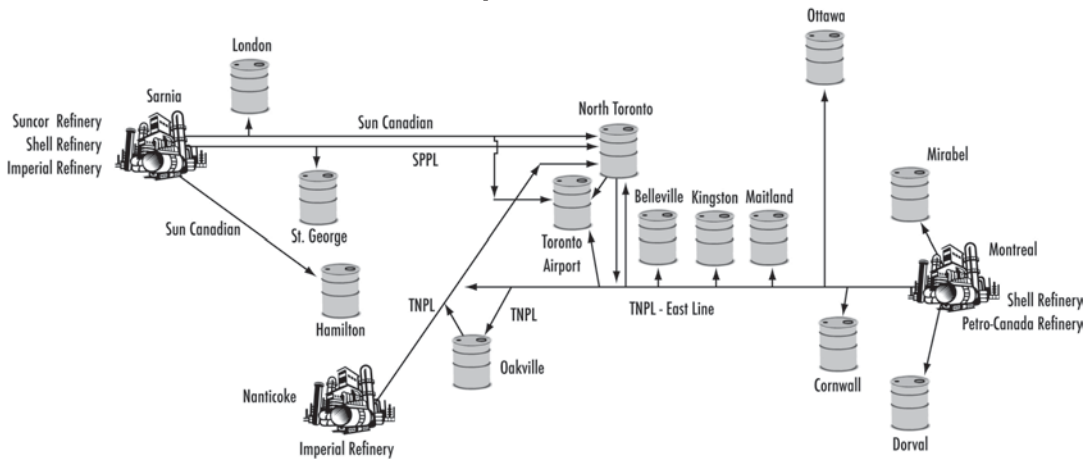 Ottawa
London
Sarnia
North Toronto
Suncor Refinery
Shell Refinery
Imperial Refinery
Sun Canadian
SPPL
Mirabel
Belleville
Kingston
Maitland
Sun Canadian
St. George
Toronto
Airport
Montreal
Hamilton
TNPL
TNPL
TNPL - East Line
Shell Refinery
Petro-Canada Refinery
Oakville
Cornwall
Nanticoke
Imperial Refinery
Dorval